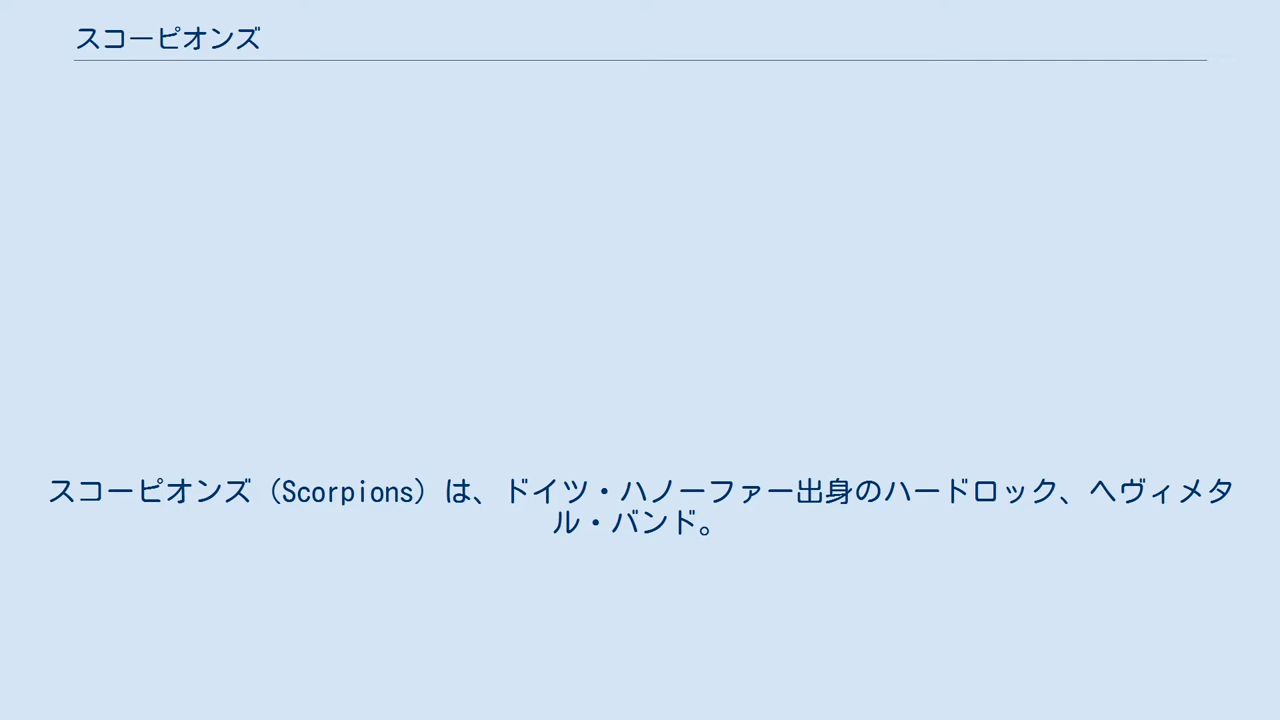 スコーピオンズ
スコーピオンズ（Scorpions）は、ドイツ・ハノーファー出身のハードロック、ヘヴィメタ
ル・バンド。